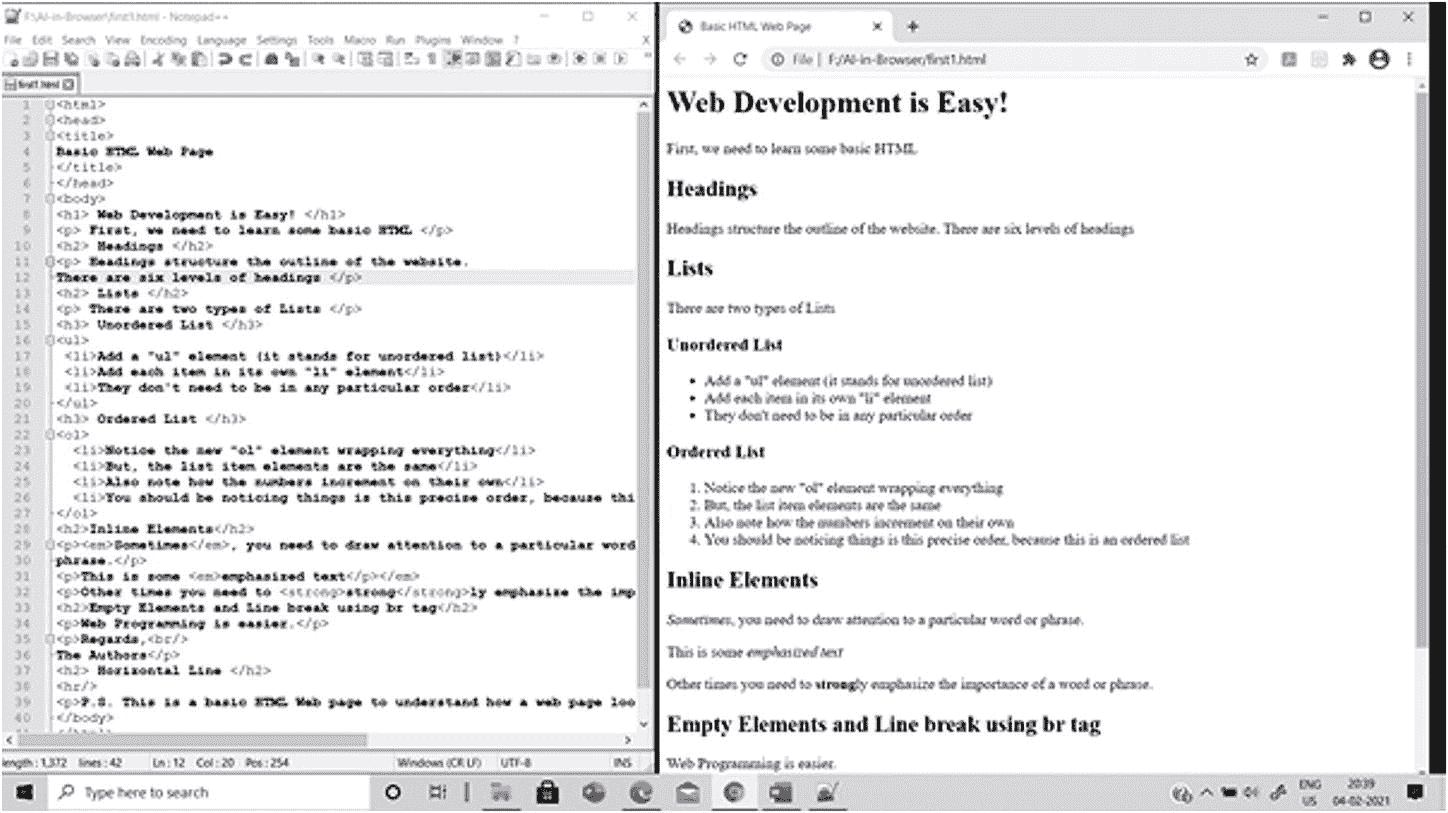 F:\AI-in-Browser\first1.html - Notepad++
File Edit Search View Encoding Language Settings Tools Macro Run Plugins Window ? X
first1.html
1 <html>
2 <head>
3 <title>
4 Basic HTML Web Page
5 </title>
6 </head>
7 <body>
8 <h1> Web Development is Easy! </h1>
9 <p> First, we need to learn some basic HTML </p>
10 <h2> Headings </h2>
11 <p> Headings structure the outline of the website.
12 There are six levels of headings </p>
13 <h2> Lists </h2>
14 <p> There are two types of Lists </p>
15 <h3> Unordered List </h3>
16 <ul>
17 <li>Add a "ul" element (it stands for unordered list)</li>
18 <li>Add each item in its own "li" element</li>
19 <li>They don't need to be in any particular order</li>
20 </ul>
21 <h3> Ordered List </h3>
22 <ol>
23 <li>Notice the new "ol" element wrapping everything</li>
24 <li>But, the list item elements are the same</li>
25 <li>Also note how the numbers increment on their own</li>
26 <li>You should be noticing things is this precise order, because thi
27 </ol>
28 <h2>Inline Elements</h2>
29 <p><em>Sometimes</em>, you need to draw attention to a particular word
30 phrase.</p>
31 <p>This is some <em>emphasized text</p></em>
32 <p>Other times you need to <strong>strong</strong>ly emphasize the imp
33 <h2>Empty Elements and Line break using br tag</h2>
34 <p>Web Programming is easier.</p>
35 <p>Regards,<br/>
36 The Authors</p>
37 <h2> Horizontal Line </h2>
38 <hr/>
39 <p>P.S. This is a basic HTML Web page to understand how a web page loo
40 </body>
length : 1,372 lines : 42 Ln : 12 Col : 20 Pos : 254 Windows (CR LF) UTF-8 INS
Basic HTML Web Page
File | F:/AI-in-Browser/first1.html
Web Development is Easy!
First, we need to learn some basic HTML
Headings
Headings structure the outline of the website. There are six levels of headings
Lists
There are two types of Lists
Unordered List
• Add a "ul" element (it stands for unordered list)
• Add each item in its own "li" element
• They don't need to be in any particular order
Ordered List
1. Notice the new "ol" element wrapping everything
2. But, the list item elements are the same
3. Also note how the numbers increment on their own
4. You should be noticing things is this precise order, because this is an ordered list
Inline Elements
Sometimes, you need to draw attention to a particular word or phrase.
This is some emphasized text
Other times you need to strongly emphasize the importance of a word or phrase.
Empty Elements and Line break using br tag
Web Programming is easier.
Type here to search
ENG
US
20:39
04-02-2021